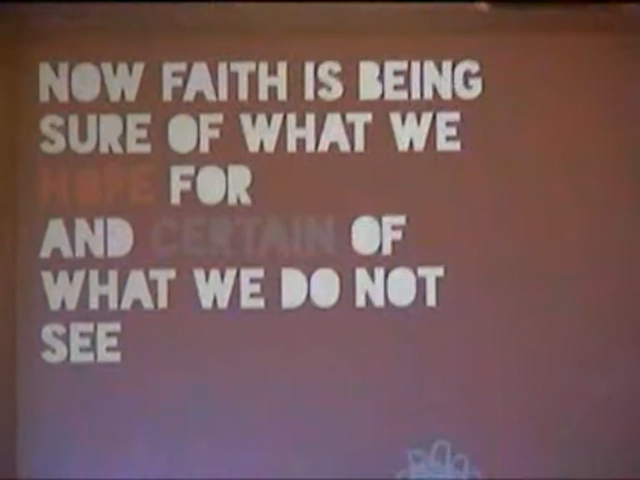 NOW FAITH IS BEING
SURE OF WHAT WE
HOPE FOR
AND CERTAIN OF
WHAT WE DO NOT
SEE